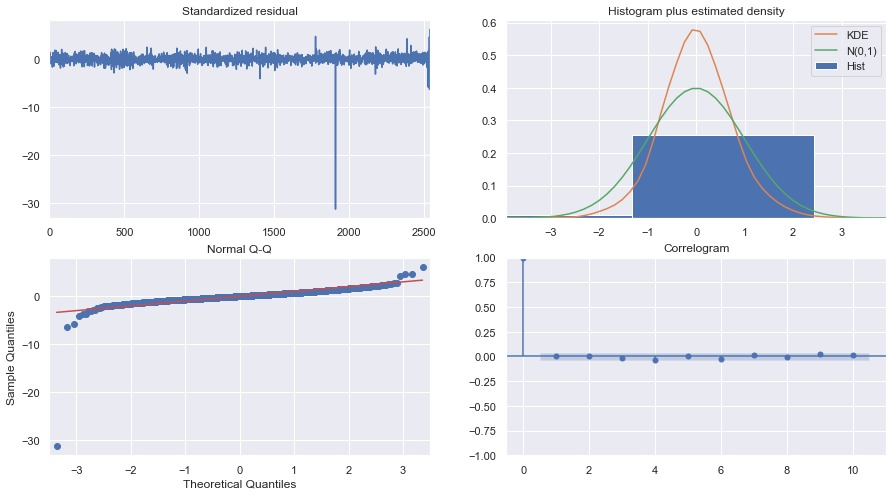 Standardized residual
0
−10
−20
−30
0 500 1000 1500 2000 2500
Histogram plus estimated density
0.6
0.5
0.4
0.3
0.2
0.1
0.0
−3 −2 −1 0 1 2 3
KDE
N(0,1)
Hist
Normal Q-Q
Sample Quantiles
0
−10
−20
−30
−3 −2 −1 0 1 2 3
Theoretical Quantiles
Correlogram
1.00
0.75
0.50
0.25
0.00
−0.25
−0.50
−0.75
−1.00
0 2 4 6 8 10